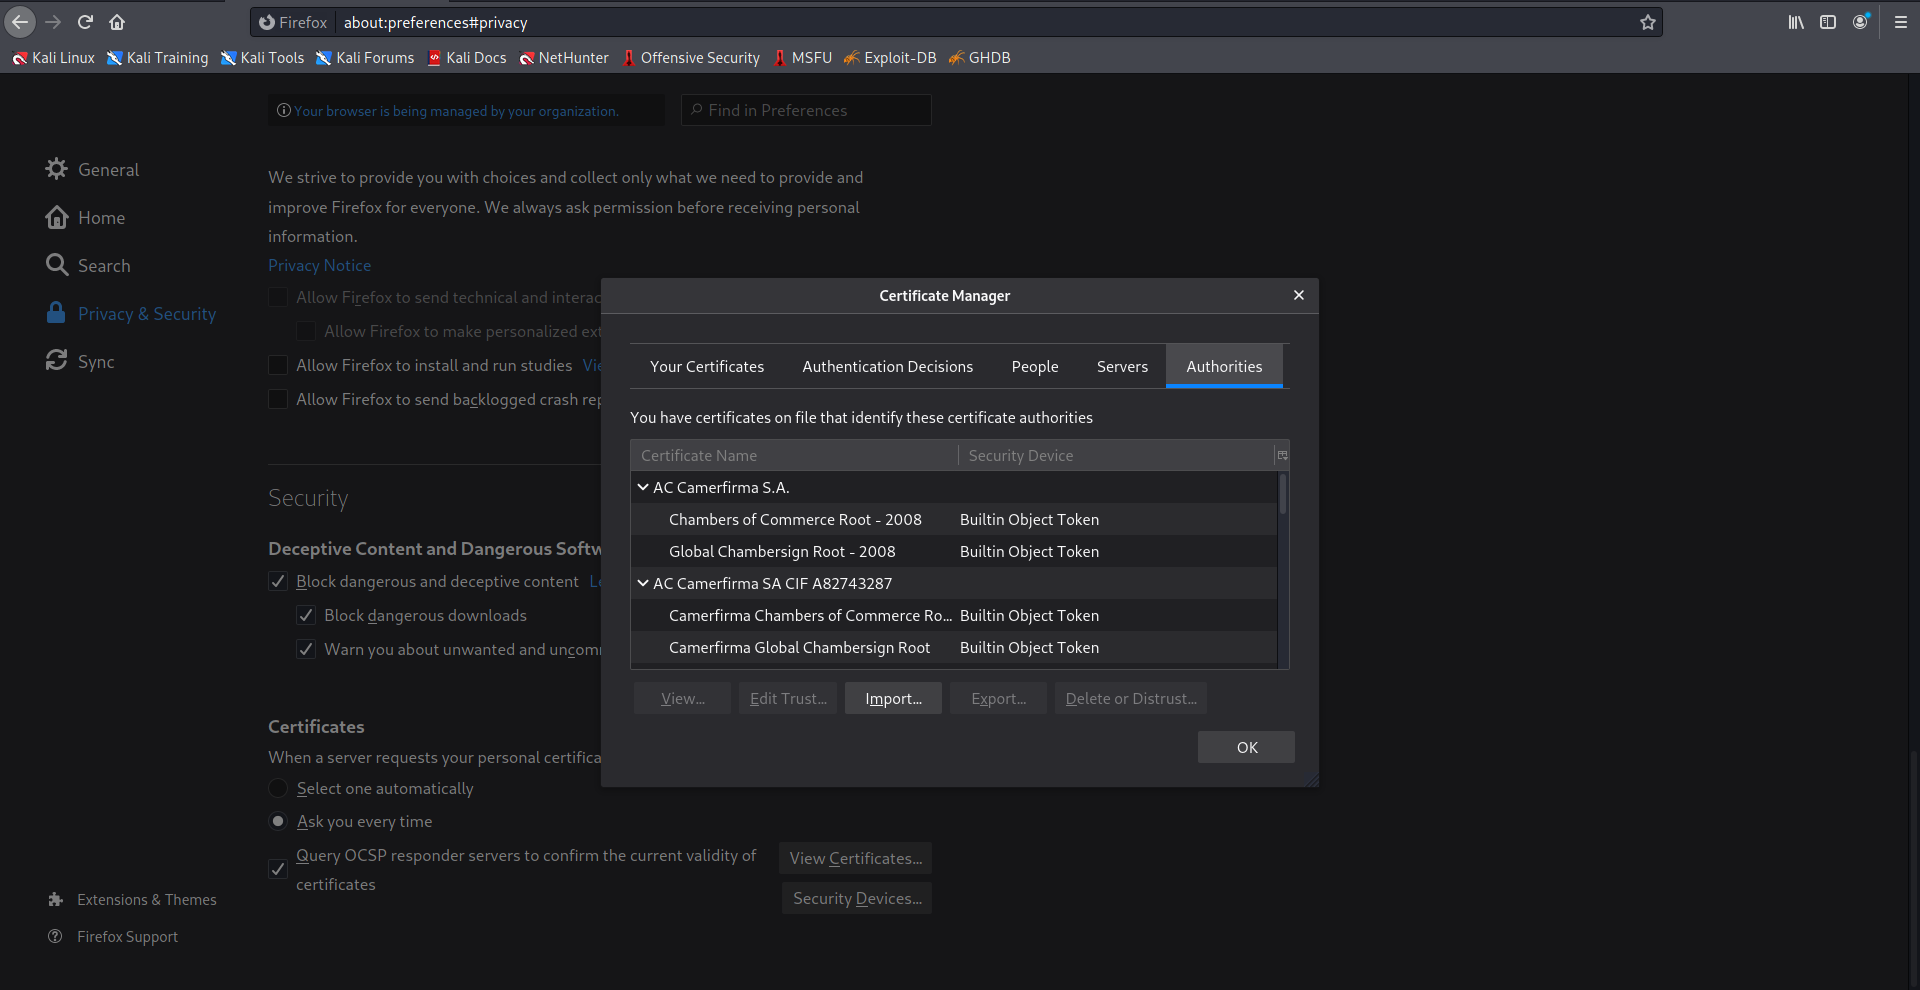 Firefox about:preferences#privacy
Kali Linux Kali Training Kali Tools Kali Forums Kali Docs NetHunter Offensive Security MSFU Exploit-DB GHDB
Your browser is being managed by your organization.
Find in Preferences
General
Home
Search
Privacy & Security
Sync
Extensions & Themes
Firefox Support
We strive to provide you with choices and collect only what we need to provide and
improve Firefox for everyone. We always ask permission before receiving personal
information.
Privacy Notice
Allow Firefox to send technical and interac
Allow Firefox to make personalized ext
Allow Firefox to install and run studies Vie
Allow Firefox to send backlogged crash rep
Security
Deceptive Content and Dangerous Softw
Block dangerous and deceptive content Le
Block dangerous downloads
Warn you about unwanted and uncomm
Certificates
When a server requests your personal certifica
Select one automatically
Ask you every time
Query OCSP responder servers to confirm the current validity of
certificates
View Certificates...
Security Devices...
Certificate Manager
Your Certificates Authentication Decisions People Servers Authorities
You have certificates on file that identify these certificate authorities
Certificate Name Security Device
AC Camerfirma S.A.
Chambers of Commerce Root - 2008 Builtin Object Token
Global Chambersign Root - 2008 Builtin Object Token
AC Camerfirma SA CIF A82743287
Camerfirma Chambers of Commerce Ro... Builtin Object Token
Camerfirma Global Chambersign Root Builtin Object Token
View... Edit Trust... Import... Export... Delete or Distrust...
OK